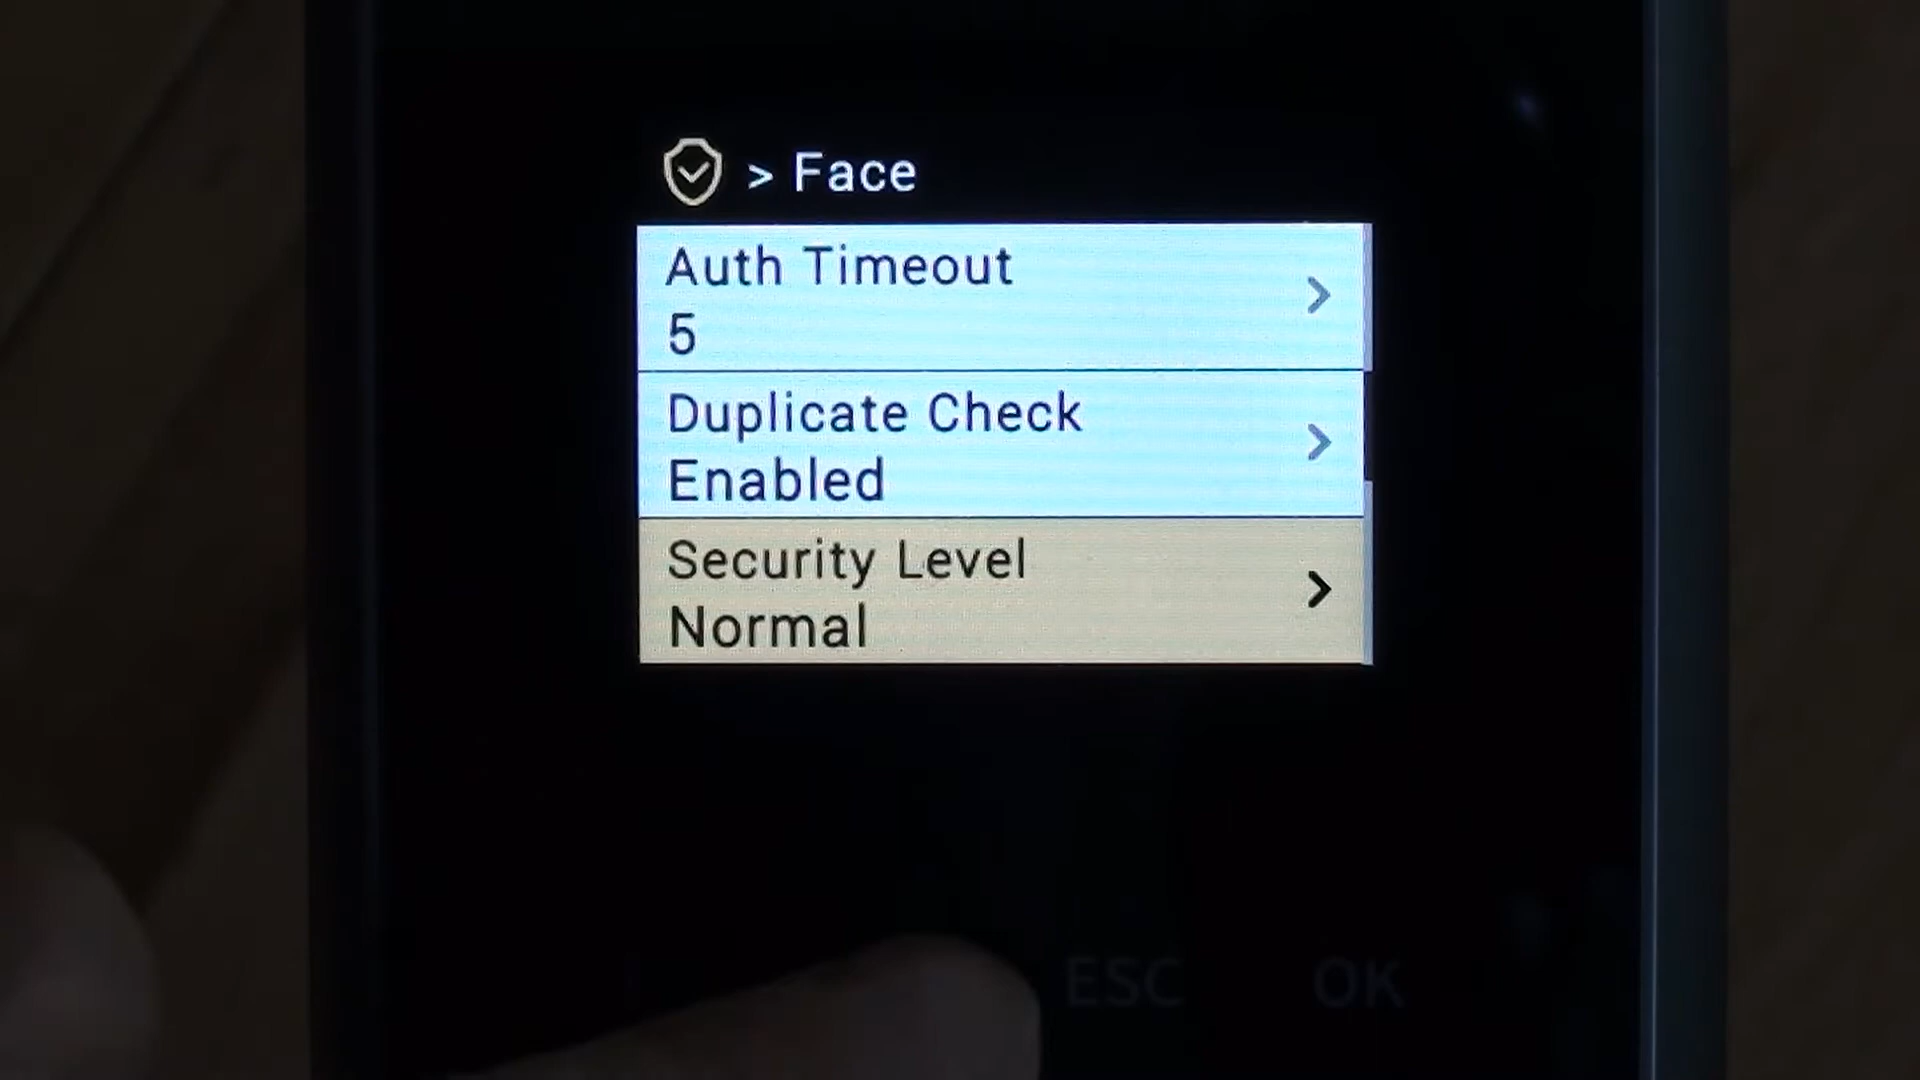 > Face
Auth Timeout
5
Duplicate Check
Enabled
Security Level
Normal
ESC OK